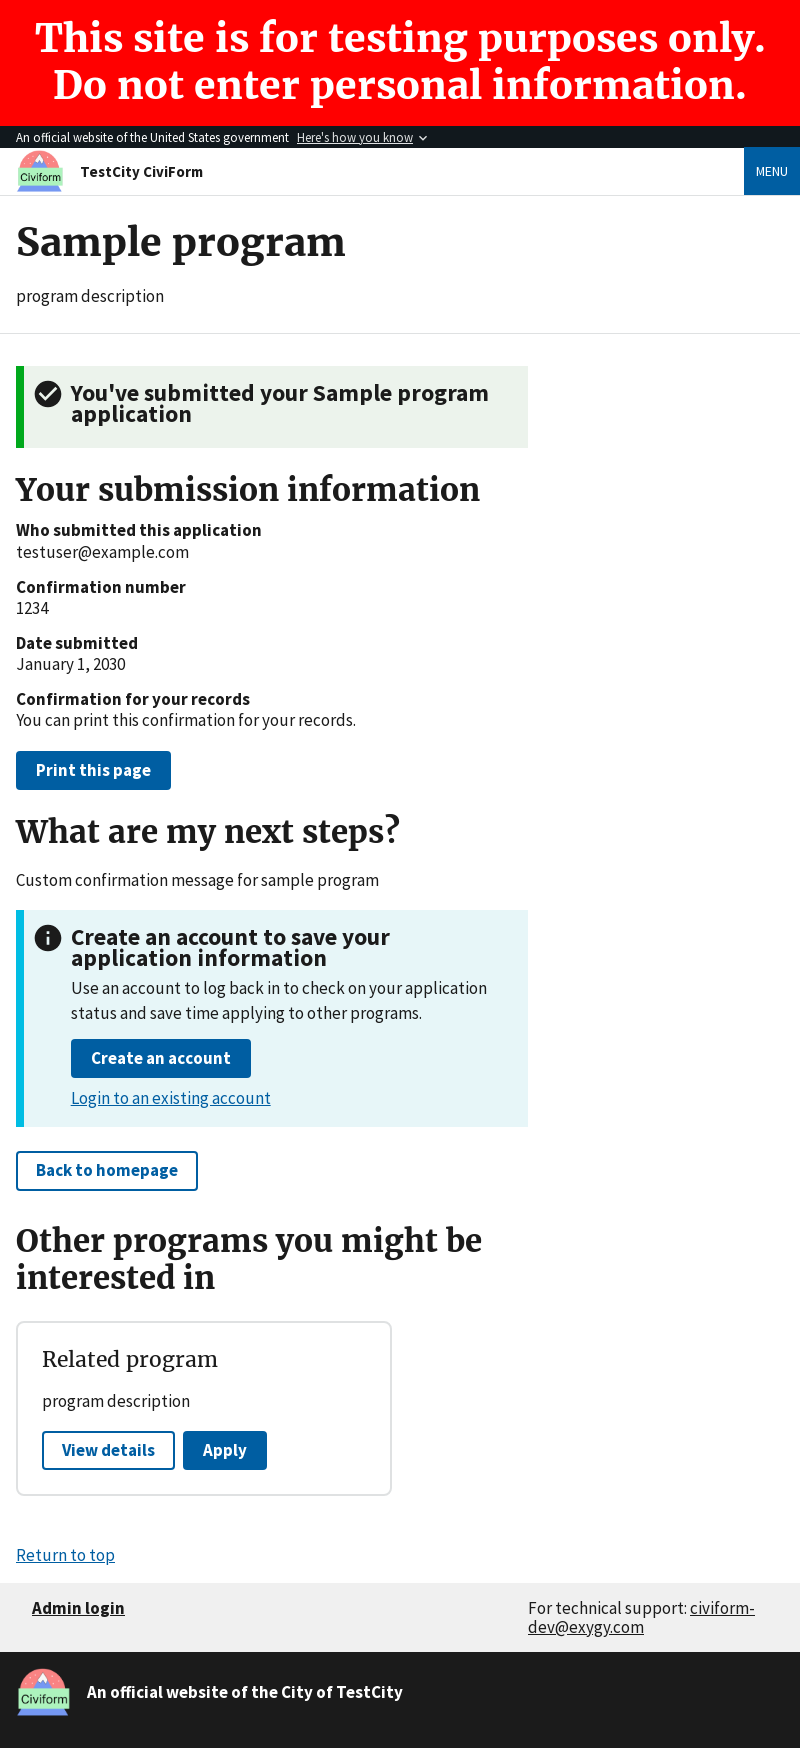 This site is for testing purposes only.
Do not enter personal information.
An official website of the United States government Here's how you know
Civiform
TestCity CiviForm
MENU
Sample program
program description
You've submitted your Sample program
application
Your submission information
Who submitted this application
testuser@example.com
Confirmation number
1234
Date submitted
January 1, 2030
Confirmation for your records
You can print this confirmation for your records.
Print this page
What are my next steps?
Custom confirmation message for sample program
Create an account to save your
application information
Use an account to log back in to check on your application
status and save time applying to other programs.
Create an account
Login to an existing account
Back to homepage
Other programs you might be
interested in
Related program
program description
View details
Apply
Return to top
Admin login
For technical support: civiform-
dev@exygy.com
Civiform
An official website of the City of TestCity